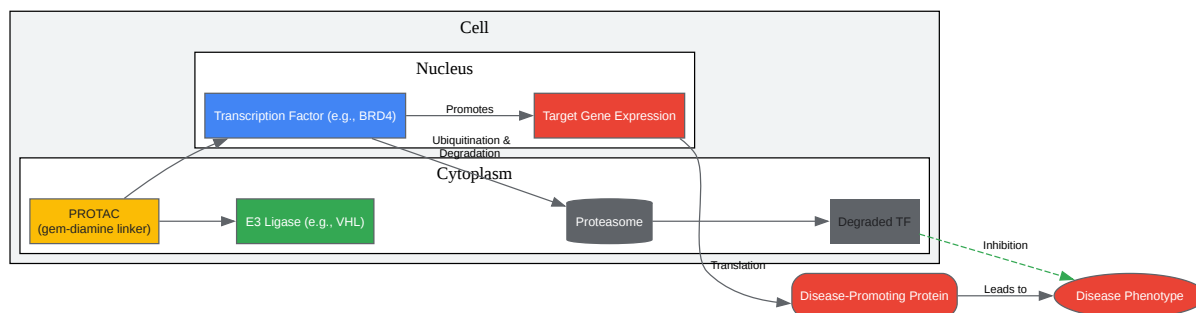 Cell
Nucleus
Transcription Factor (e.g., BRD4)
Promotes
Target Gene Expression
Ubiquitination &
Degradation
Cytoplasm
PROTAC
(gem-diamine linker)
E3 Ligase (e.g., VHL)
Proteasome
Degraded TF
Inhibition
Translation
Disease-Promoting Protein
Leads to
Disease Phenotype